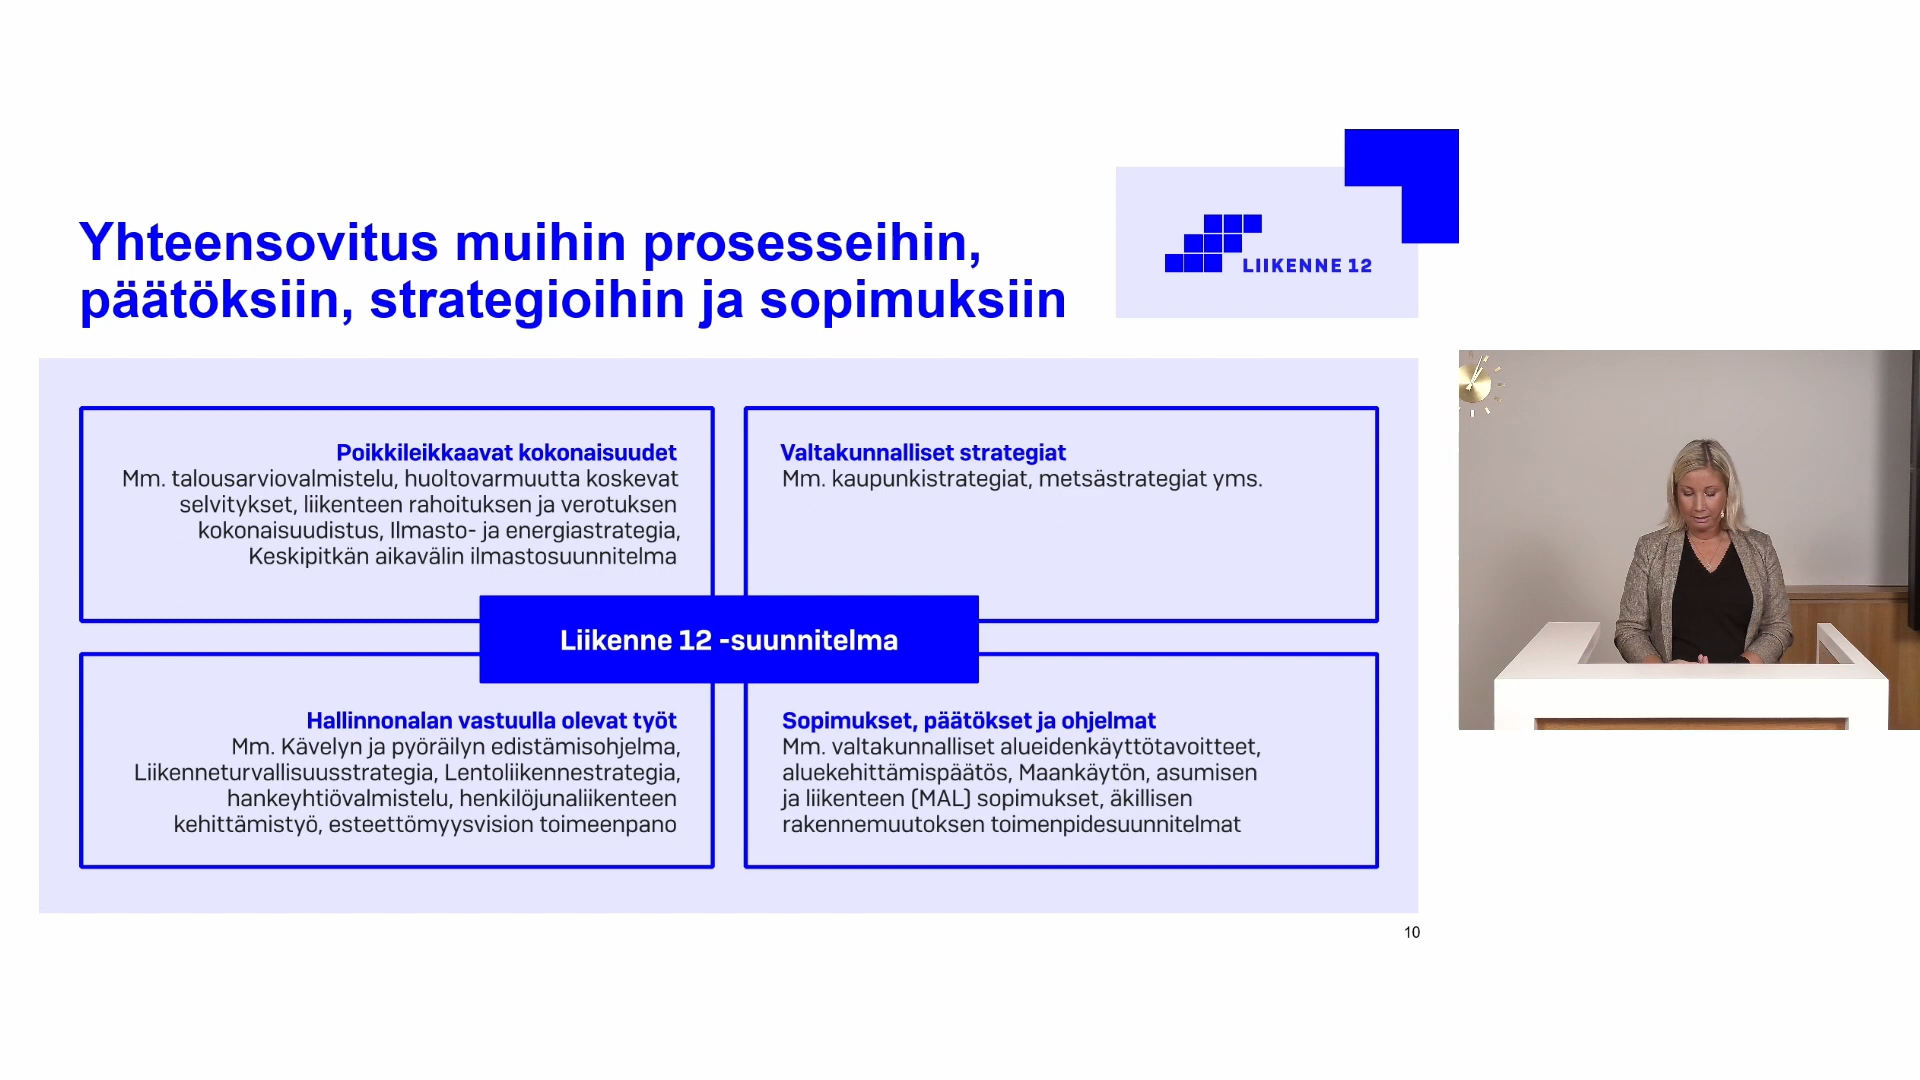 Yhteensovitus muihin prosesseihin,
päätöksiin, strategioihin ja sopimuksiin
LIIKENNE 12
Poikkileikkaavat kokonaisuudet
Mm. talousarviovalmistelu, huoltovarmuutta koskevat
selvitykset, liikenteen rahoituksen ja verotuksen
kokonaisuudistus, Ilmasto- ja energiastrategia,
Keskipitkän aikavälin ilmastosuunnitelma
Valtakunnalliset strategiat
Mm. kaupunkistrategiat, metsästrategiat yms.
Liikenne 12 -suunnitelma
Hallinnonalan vastuulla olevat työt
Mm. Kävelyn ja pyöräilyn edistämisohjelma,
Liikenneturvallisuusstrategia, Lentoliikennestrategia,
hankeyhtiövalmistelu, henkilöjunaliikenteen
kehittämistyö, esteettömyysvision toimeenpano
Sopimukset, päätökset ja ohjelmat
Mm. valtakunnalliset alueidenkäyttötavoitteet,
aluekehittämispäätös, Maankäytön, asumisen
ja liikenteen (MAL) sopimukset, äkillisen
rakennemuutoksen toimenpidesuunnitelmat
10